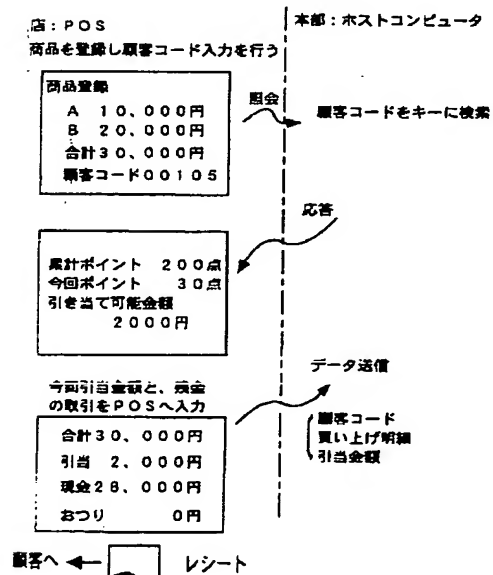 店：POS
本部：ホストコンピュータ
商品を登録し顧客コード入力を行う
商品登録
A 10,000円
B 20,000円
合計30,000円
顧客コード00105
照会
顧客コードをキーに検索
応答
累計ポイント 200点
今回ポイント 30点
引き当て可能金額
2000円
データ送信
今回引当金額と、残金
の取引をPOSへ入力
顧客コード
買い上げ明細
引当金額
合計30,000円
引当 2,000円
現金28,000円
おつり 0円
顧客へ
レシート